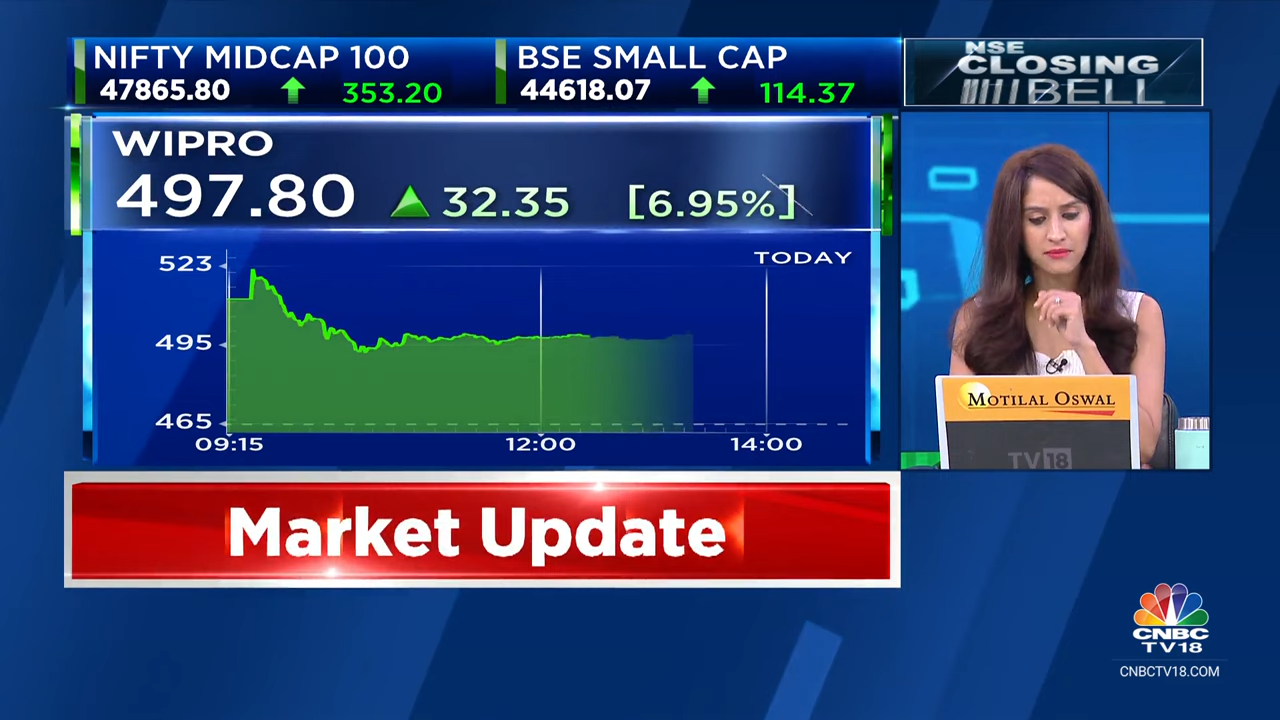 NIFTY MIDCAP 100
47865.80 353.20
BSE SMALL CAP
44618.07 114.37
NSE
CLOSING
BELL
WIPRO
497.80 32.35 [6.95%]
TODAY
523
495
465
09:15 12:00 14:00
MOTILAL OSWAL
TV18
Market Update
CNBC
TV18
CNBCTV18.COM